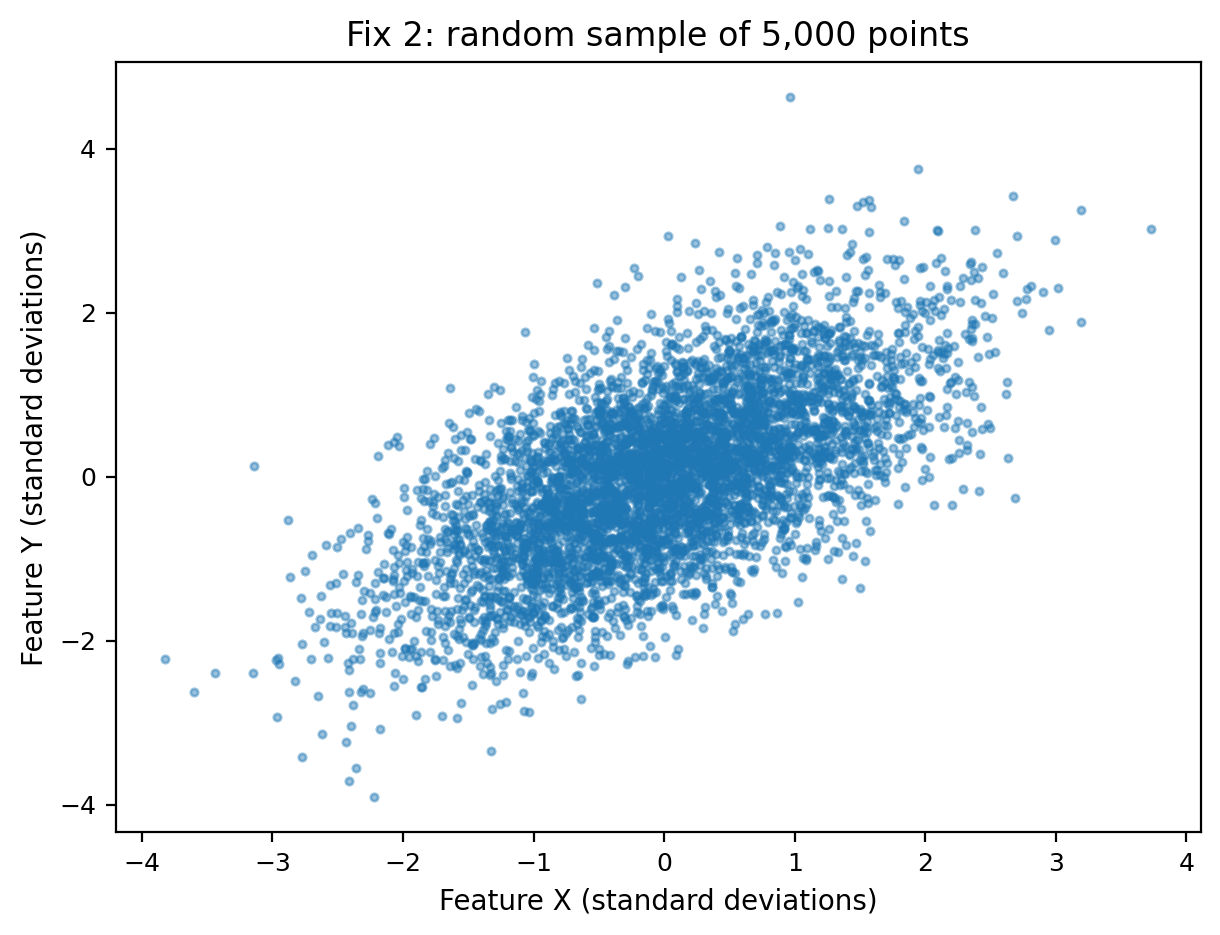 Fix 2: random sample of 5,000 points
Feature Y (standard deviations)
4
2
0
−2
−4
−4 −3 −2 −1 0 1 2 3 4
Feature X (standard deviations)